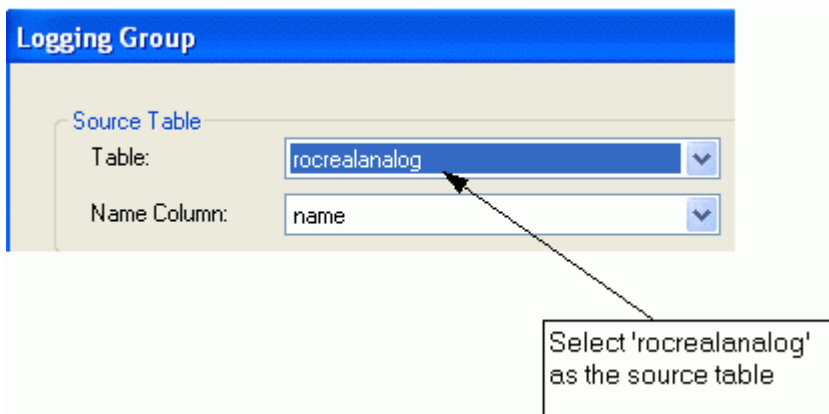 Logging Group
Source Table
Table: rocrealanalog
Name Column: name
Select 'rocrealanalog'
as the source table